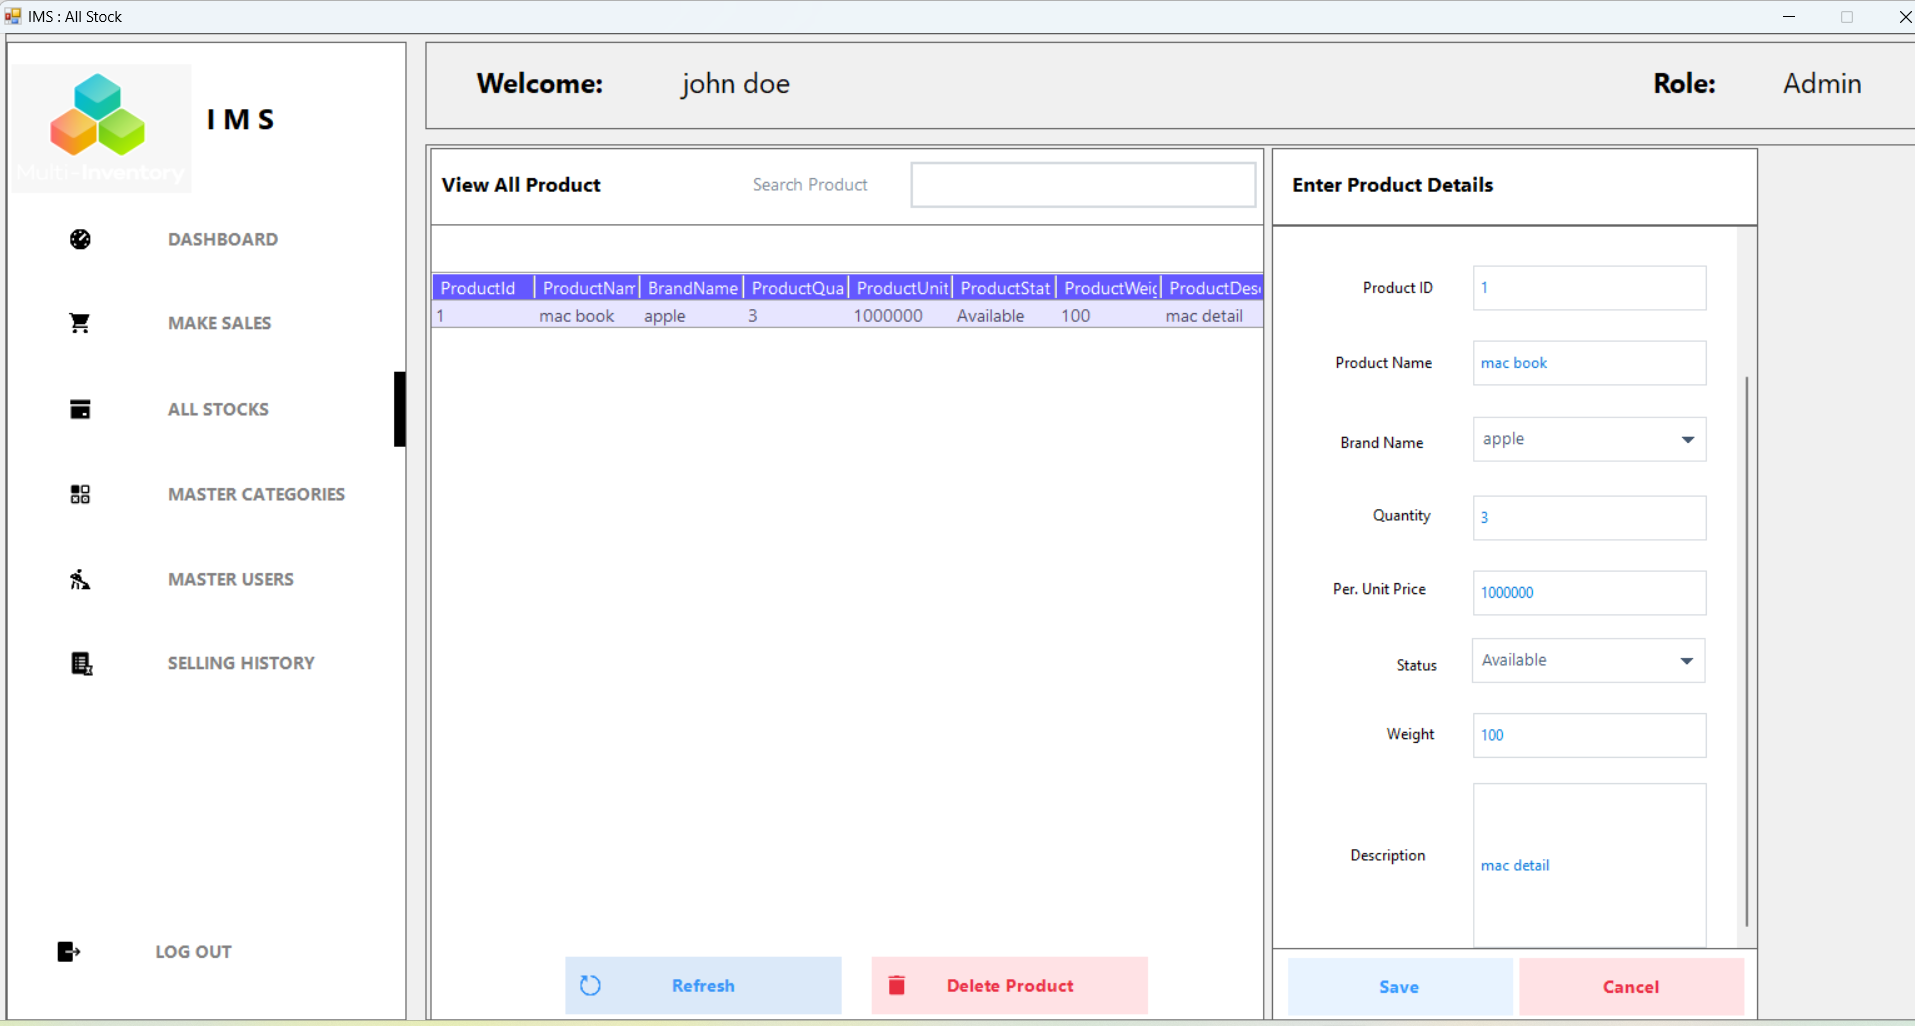 IMS : All Stock
Multi-Inventory
I M S
DASHBOARD
MAKE SALES
ALL STOCKS
MASTER CATEGORIES
MASTER USERS
SELLING HISTORY
LOG OUT
Welcome: john doe Role: Admin
View All Product Search Product
ProductId ProductNam BrandName ProductQua ProductUnit ProductStat ProductWeig ProductDes
1 mac book apple 3 1000000 Available 100 mac detail
Refresh Delete Product
Enter Product Details
Product ID 1
Product Name mac book
Brand Name apple
Quantity 3
Per. Unit Price 1000000
Status Available
Weight 100
Description mac detail
Save Cancel